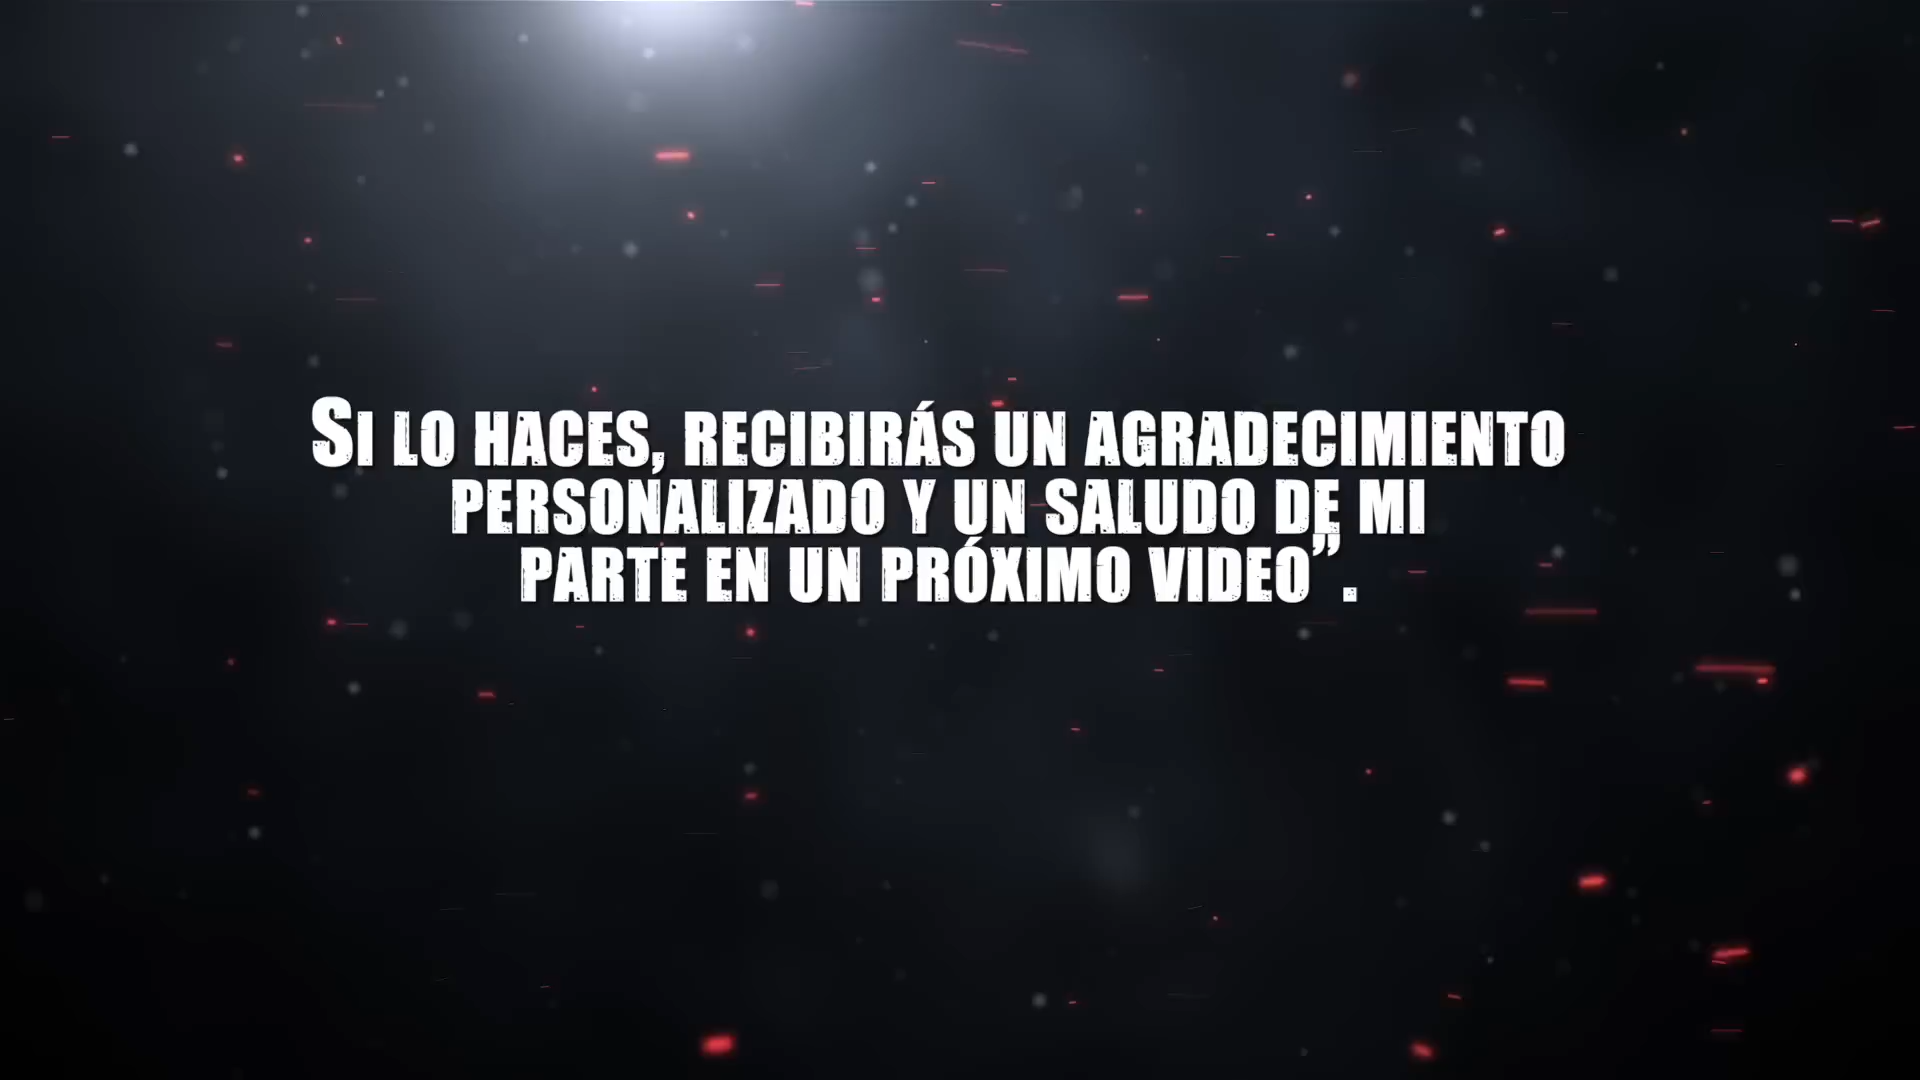 Si lo haces, recibirás un agradecimiento
personalizado y un saludo de mi
parte en un próximo video”.